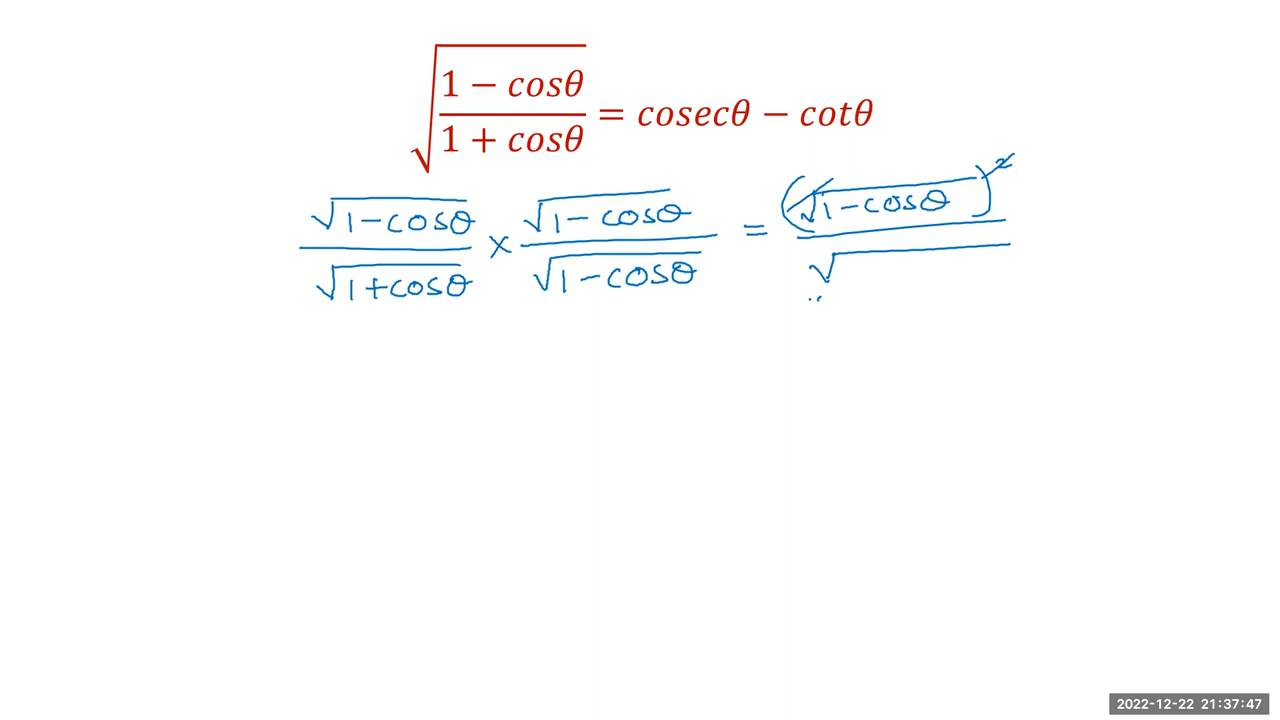 √((1 − cosθ)/(1 + cosθ)) = cosecθ − cotθ
√(1−cosθ)/√(1+cosθ) × √(1−cosθ)/√(1−cosθ) = (√(1−cosθ))²/√
2022-12-22 21:37:47